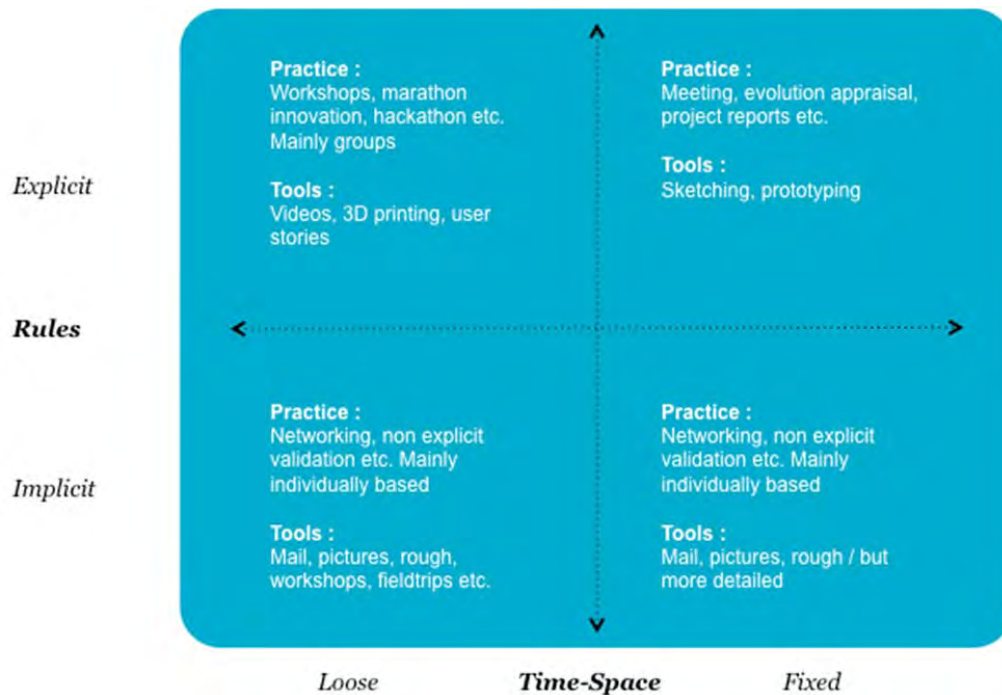 Practice :
Workshops, marathon
innovation, hackathon etc.
Mainly groups
Tools :
Videos, 3D printing, user
stories
Practice :
Meeting, evolution appraisal,
project reports etc.
Tools :
Sketching, prototyping
Explicit
Rules
Practice :
Networking, non explicit
validation etc. Mainly
individually based
Tools :
Mail, pictures, rough,
workshops, fieldtrips etc.
Practice :
Networking, non explicit
validation etc. Mainly
individually based
Tools :
Mail, pictures, rough / but
more detailed
Implicit
Loose
Time-Space
Fixed